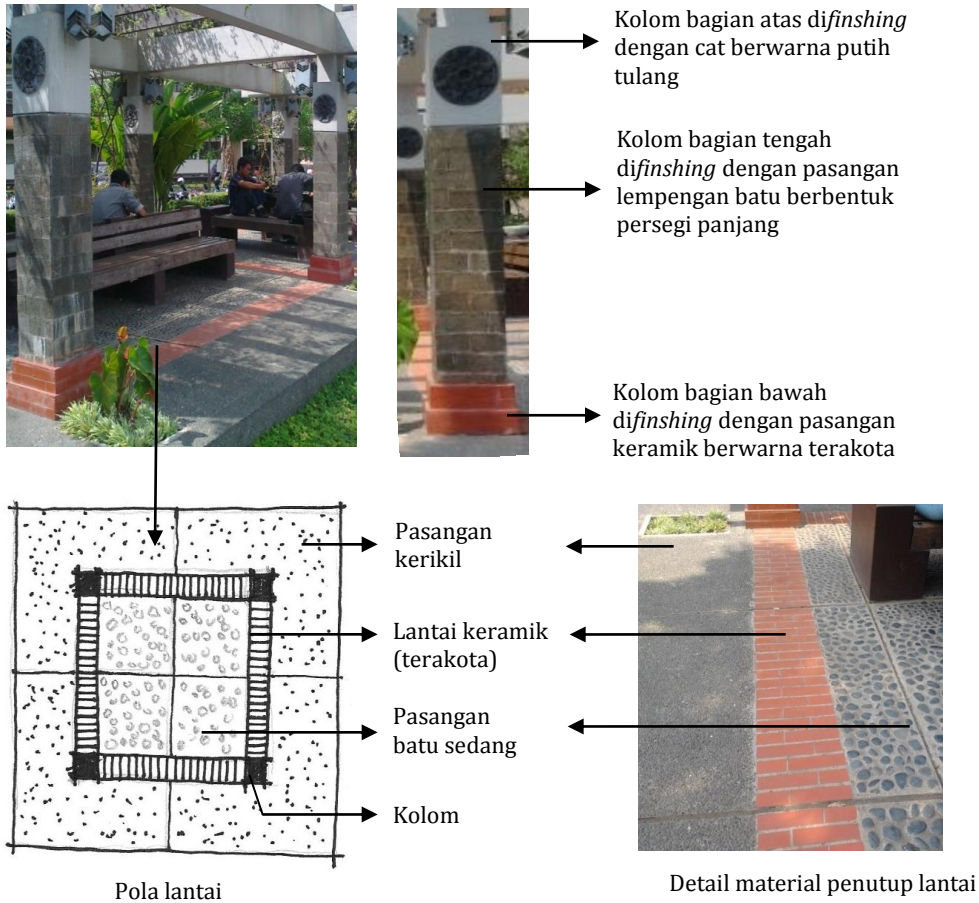 Kolom bagian atas difinshing
dengan cat berwarna putih
tulang
Kolom bagian tengah
difinshing dengan pasangan
lempengan batu berbentuk
persegi panjang
Kolom bagian bawah
difinshing dengan pasangan
keramik berwarna terakota
Pasangan
kerikil
Lantai keramik
(terakota)
Pasangan
batu sedang
Kolom
Pola lantai
Detail material penutup lantai